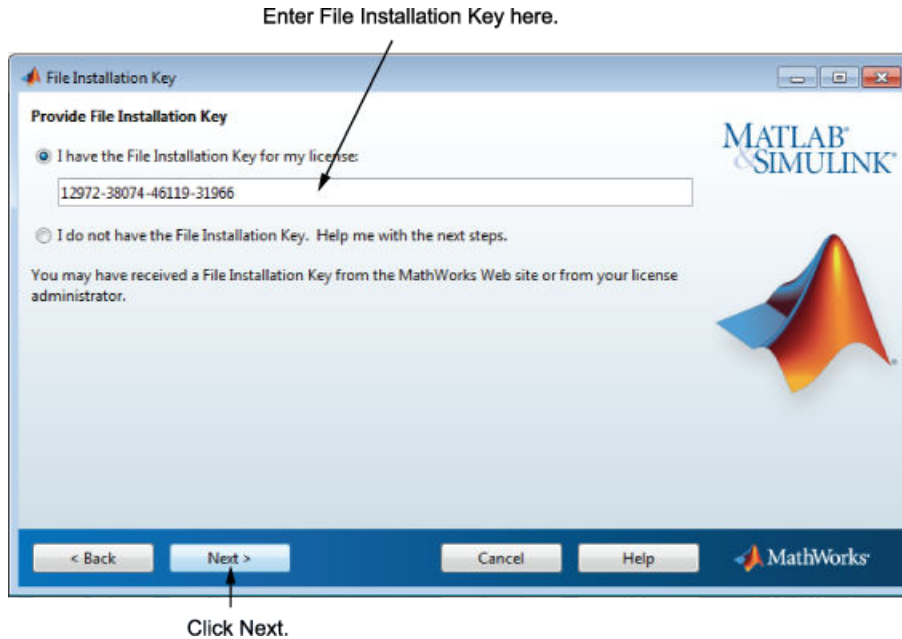 Enter File Installation Key here.
File Installation Key
Provide File Installation Key
MATLAB®
&SIMULINK®
I have the File Installation Key for my license:
12972-38074-46119-31966
I do not have the File Installation Key. Help me with the next steps.
You may have received a File Installation Key from the MathWorks Web site or from your license
administrator.
< Back
Next >
Cancel
Help
MathWorks®
Click Next.